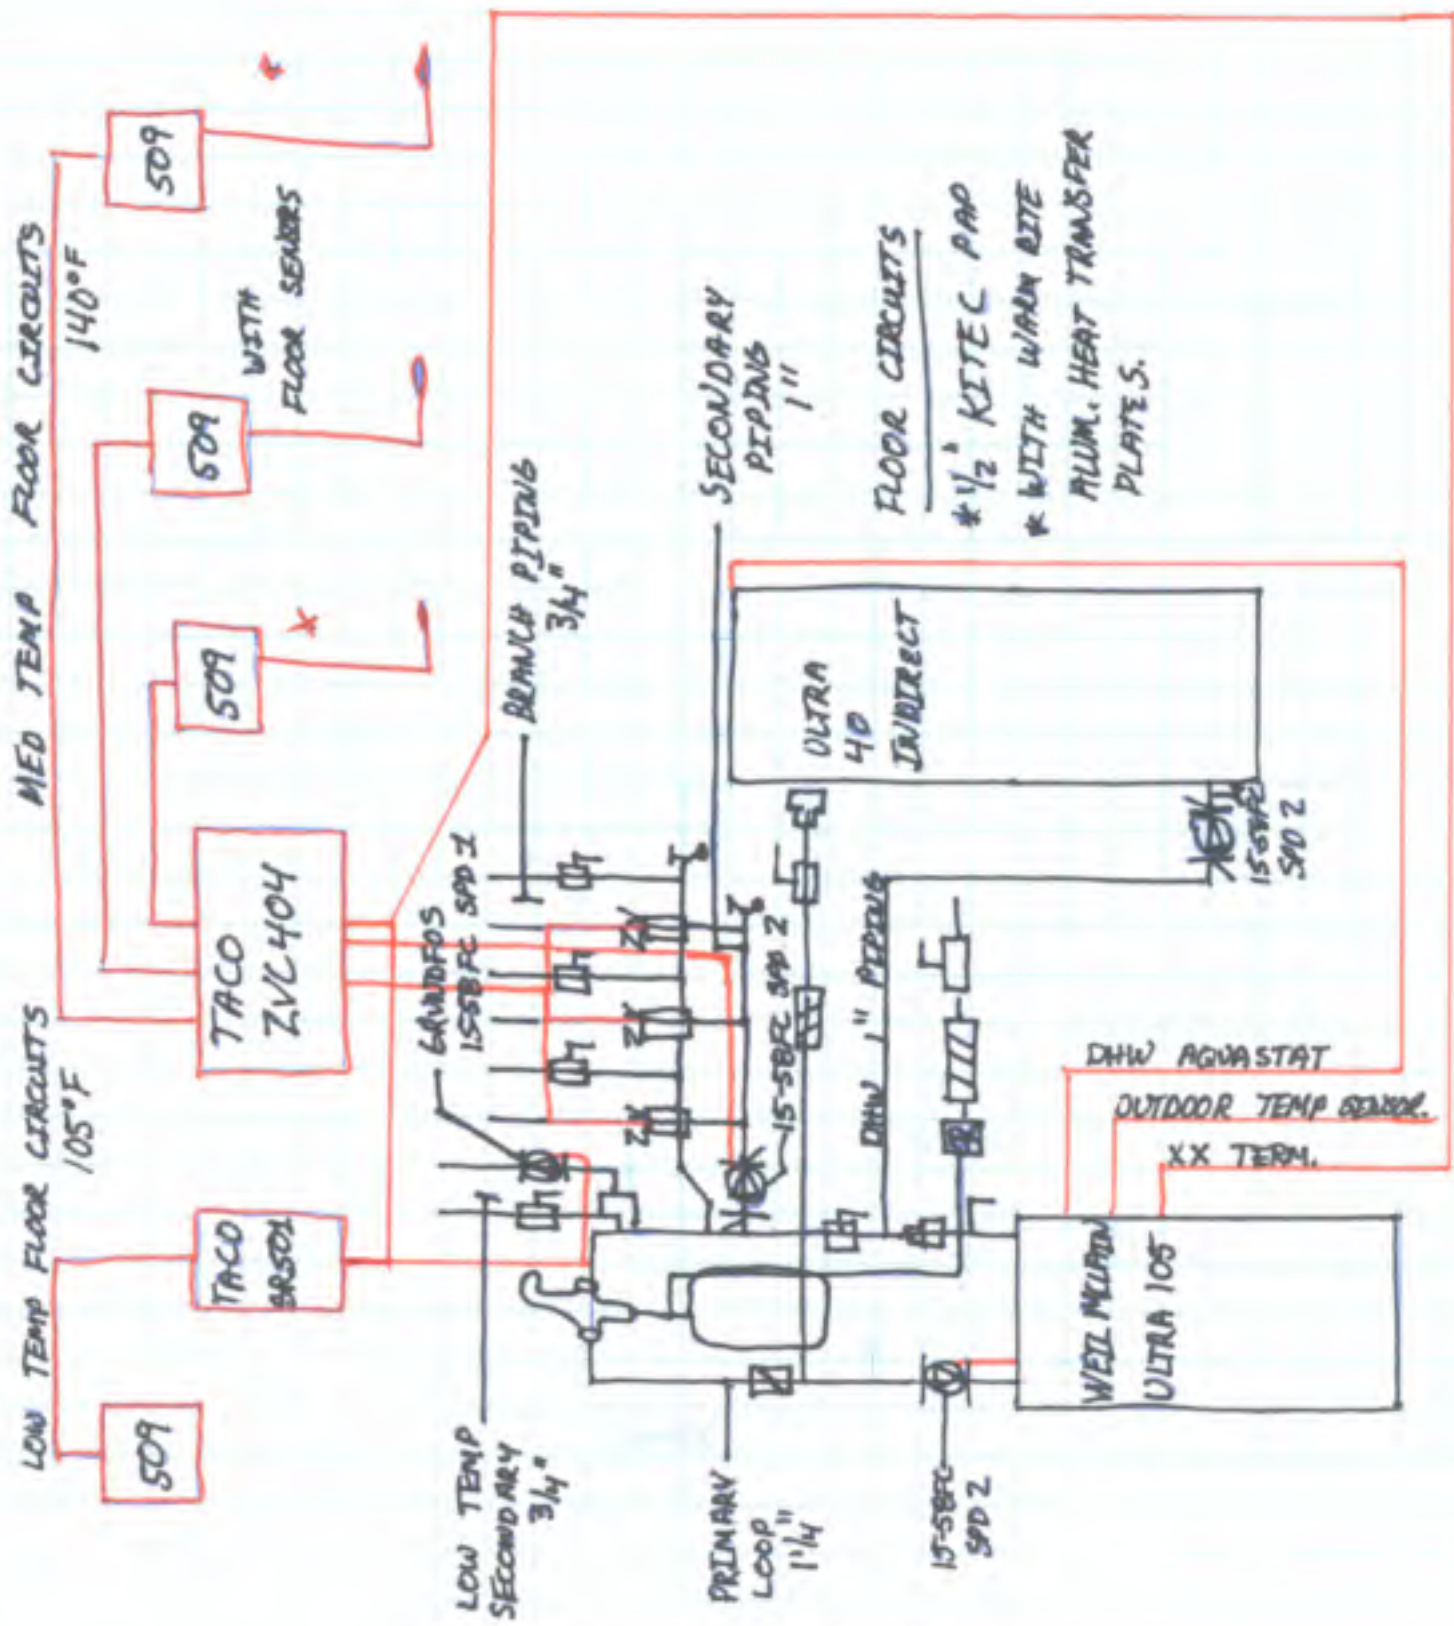 LOW TEMP FLOOR CIRCUITS
105°F
MED TEMP FLOOR CIRCUITS
140°F
509
TACO
SR501
TACO
ZVC404
509
509
509
WITH
FLOOR SENSORS
X
GRUNDFOS
15-58FC SPD 1
BRANCH PIPING
3/4"
LOW TEMP
SECONDARY
3/4"
ZV
ZV
ZV
SECONDARY
PIPING
1"
PRIMARY
LOOP
1 1/4"
15-58FC SPD 2
ULTRA
40
INDIRECT
DHW 1" PIPING
FLOOR CIRCUITS
* 1/2" KITEC PAP
* WITH WARM RITE
ALUM. HEAT TRANSFER
PLATES.
15-58FC
SPD 2
15-58FC
SPD 2
WEIL MCLAIN
ULTRA 105
DHW AQUASTAT
OUTDOOR TEMP SENSOR.
XX TERM.